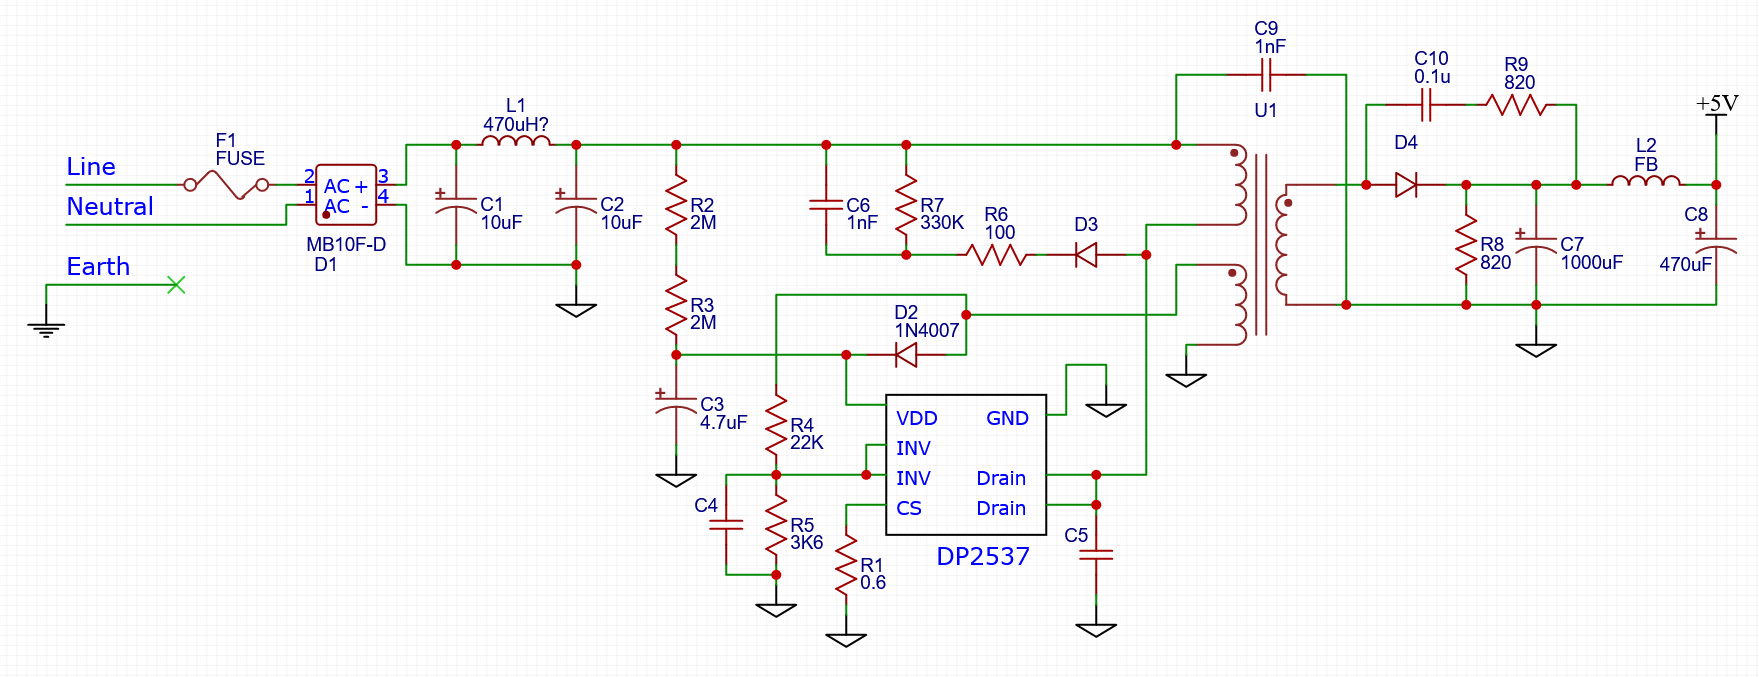 C9
1nF
U1
C10
0.1u
R9
820
D4
+5V
L2
FB
L1
470uH?
F1
FUSE
Line
Neutral
Earth
2
1
AC +
AC -
3
4
MB10F-D
D1
+
C1
10uF
+
C2
10uF
R2
2M
C6
1nF
R7
330K
R6
100
D3
R8
820
+
C7
1000uF
+
C8
470uF
R3
2M
D2
1N4007
+
C3
4.7uF
R4
22K
VDD
GND
INV
INV
Drain
CS
Drain
DP2537
C4
R5
3K6
R1
0.6
C5